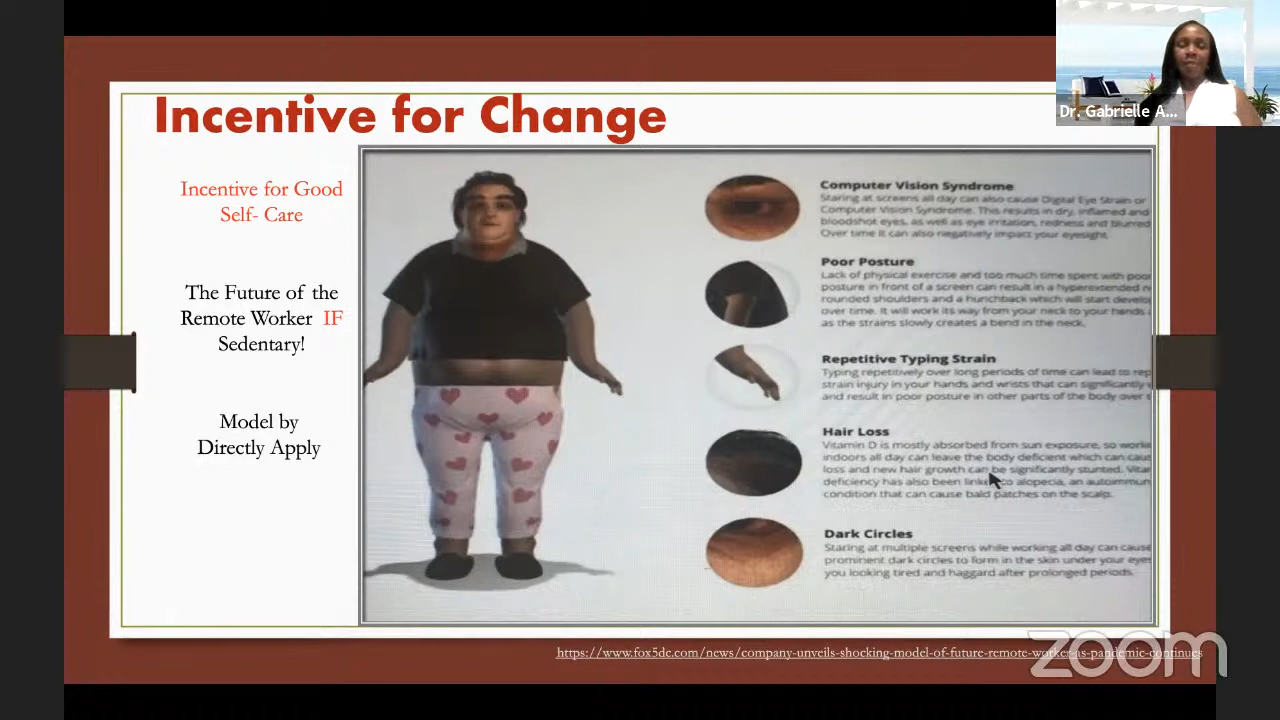 Incentive for Change
Dr. Gabrielle A...
Incentive for Good
Self- Care
The Future of the
Remote Worker IF
Sedentary!
Model by
Directly Apply
Computer Vision Syndrome
Staring at screens all day can also cause Digital Eye Strain or
Computer Vision Syndrome. This results in dry, inflamed and
bloodshot eyes, as well as eye irritation, redness and blurred
Over time it can also negatively impact your eyesight.
Poor Posture
Lack of physical exercise and too much time spent with poor
posture in front of a screen can result in a hyperextended n
rounded shoulders and a hunchback which will start develo
over time. It will work its way from your neck to your hands
as the strains slowly creates a bend in the neck.
Repetitive Typing Strain
Typing repetitively over long periods of time can lead to rep
strain injury in your hands and wrists that can significantly
and result in poor posture in other parts of the body over
Hair Loss
Vitamin D is mostly absorbed from sun exposure, so worki
indoors all day can leave the body deficient which can caus
loss and new hair growth can be significantly stunted. Vita
deficiency has also been linked to alopecia, an autoimmun
condition that can cause bald patches on the scalp.
Dark Circles
Staring at multiple screens while working all day can cause
prominent dark circles to form in the skin under your eyes
you looking tired and haggard after prolonged periods.
https://www.fox5dc.com/news/company-unveils-shocking-model-of-future-remote-worker-as-pandemic-continues
zoom